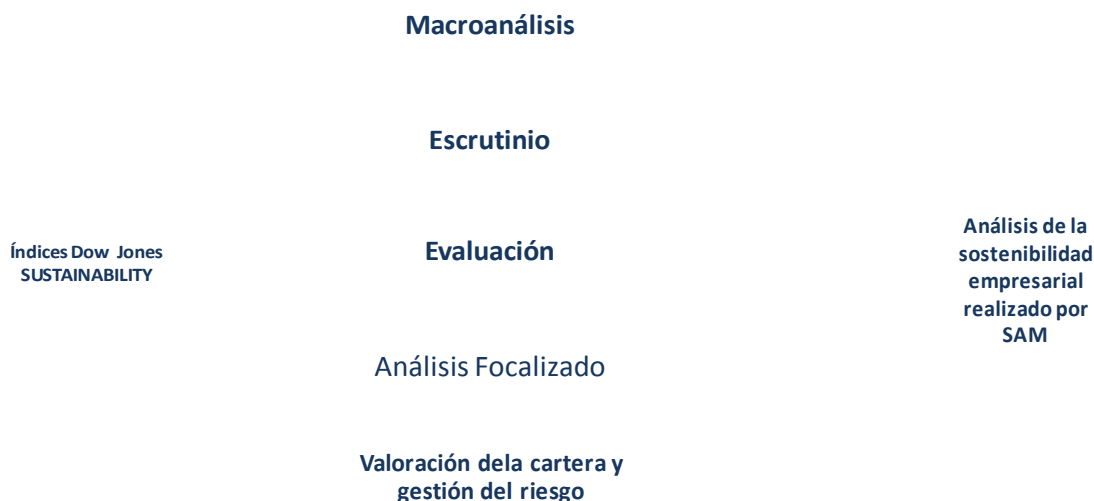 Macroanálisis
Escrutinio
Índices Dow Jones
SUSTAINABILITY
Evaluación
Análisis de la
sostenibilidad
empresarial
realizado por
SAM
Análisis Focalizado
Valoración dela cartera y
gestión del riesgo